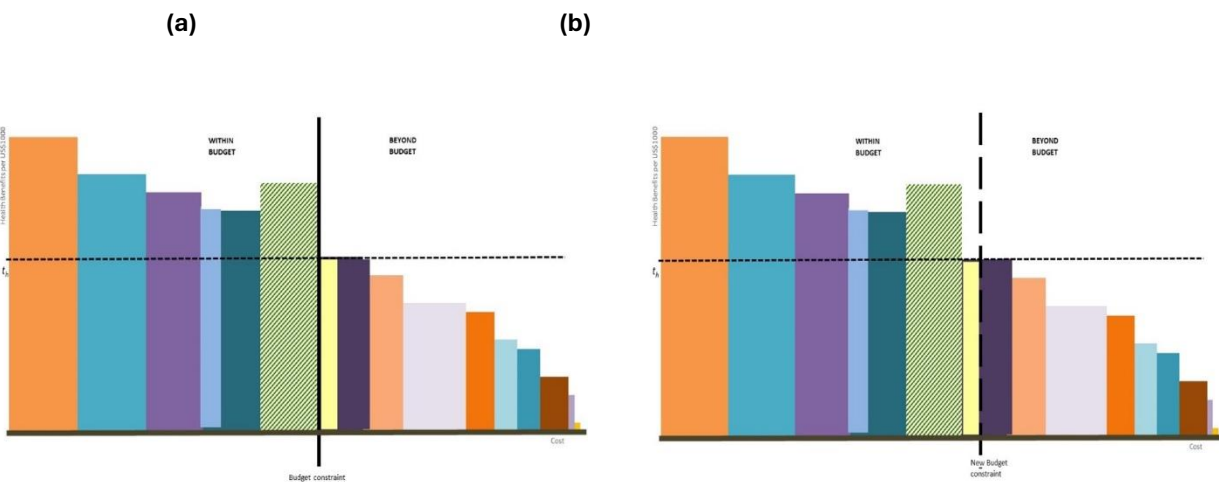 (a)
(b)
Health Benefits per US$1000
WITHIN
BUDGET
BEYOND
BUDGET
th
Cost
Budget constraint
Health Benefits per US$1000
WITHIN
BUDGET
BEYOND
BUDGET
th
Cost
New Budget
constraint